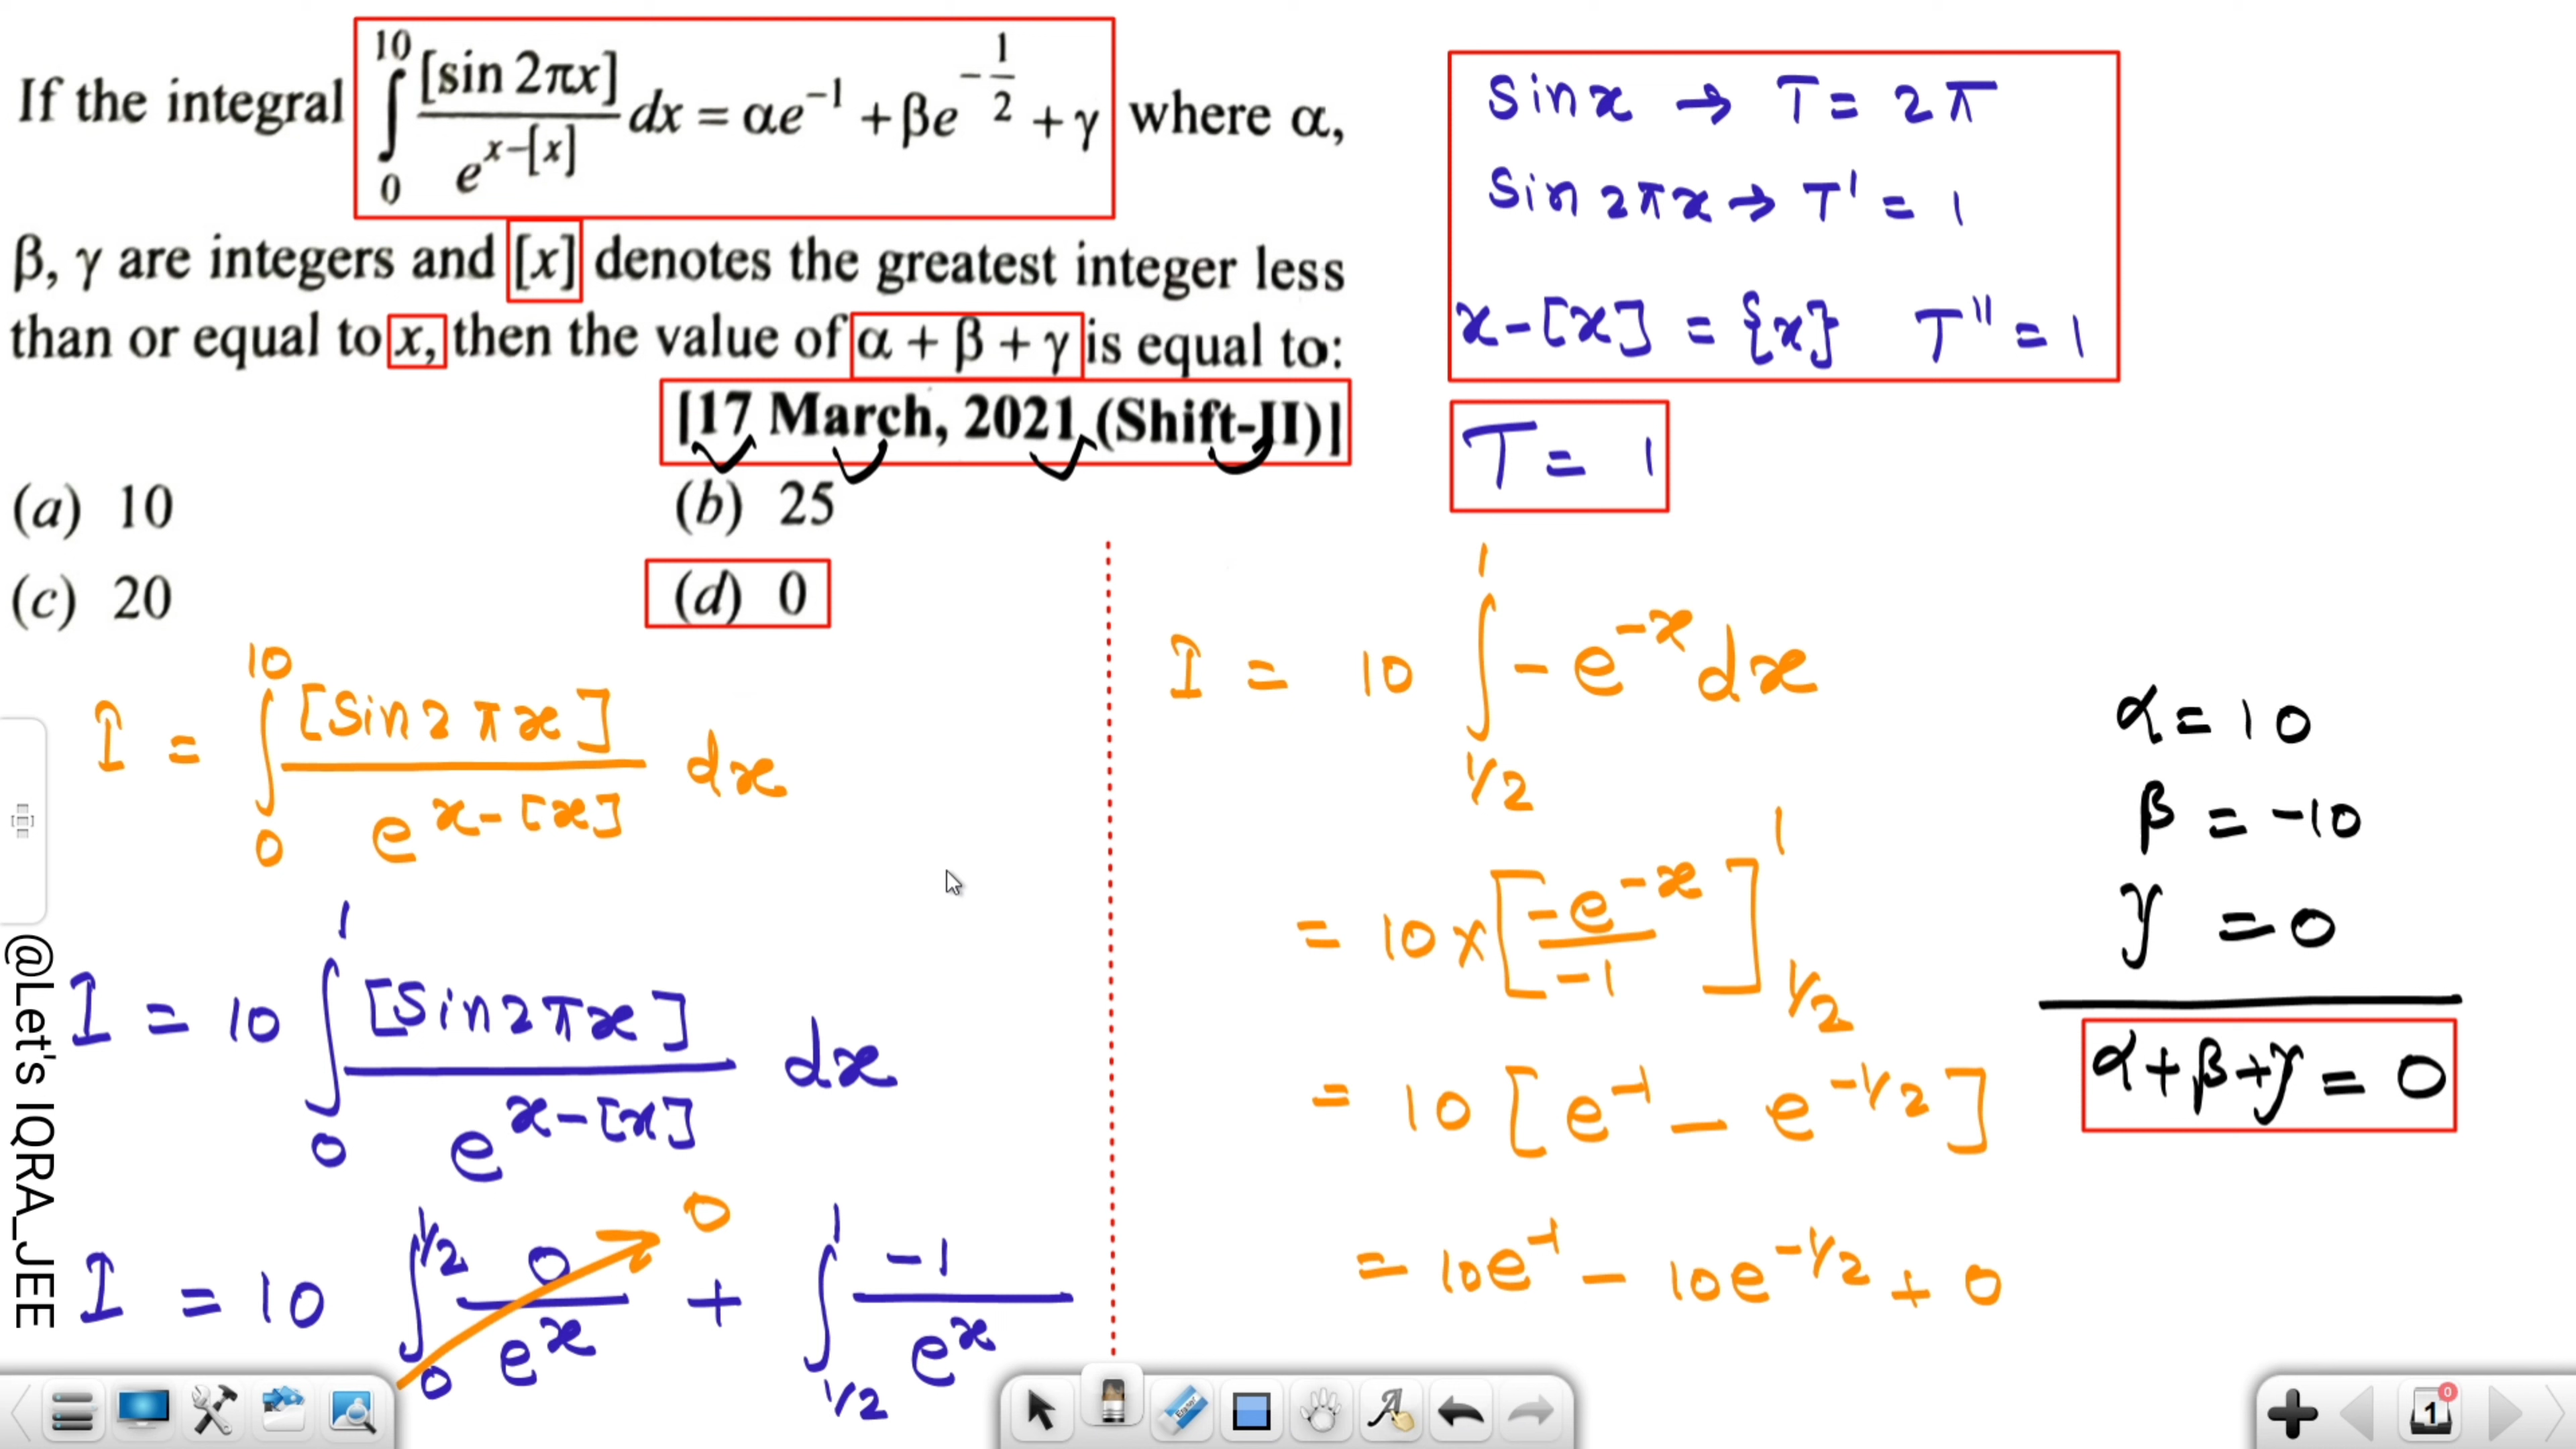 If the integral ∫₀¹⁰ [sin 2πx] / e^(x−[x]) dx = αe^(−1) + βe^(−1/2) + γ where α,
β, γ are integers and [x] denotes the greatest integer less
than or equal to x, then the value of α + β + γ is equal to:
[17 March, 2021 (Shift-II)]
(a) 10 (b) 25
(c) 20 (d) 0
Sin x → T = 2π
Sin 2πx → T' = 1
x-[x] = {x} T'' = 1
T = 1
I = ∫₀¹⁰ [Sin 2πx] / e^(x-[x]) dx
I = 10 ∫₀¹ [Sin 2πx] / e^(x-[x]) dx
I = 10 ∫₀^(1/2) 0 / e^x + ∫_(1/2)^1 -1 / e^x
0
I = 10 ∫_(1/2)^1 - e^(-x) dx
= 10 × [-e^(-x) / -1]_(1/2)^1
= 10 [e^(-1) - e^(-1/2)]
= 10e^(-1) - 10e^(-1/2) + 0
α = 10
β = -10
γ = 0
α+β+γ = 0
@Let's IQRA_JEE
Eraser
A
1
0